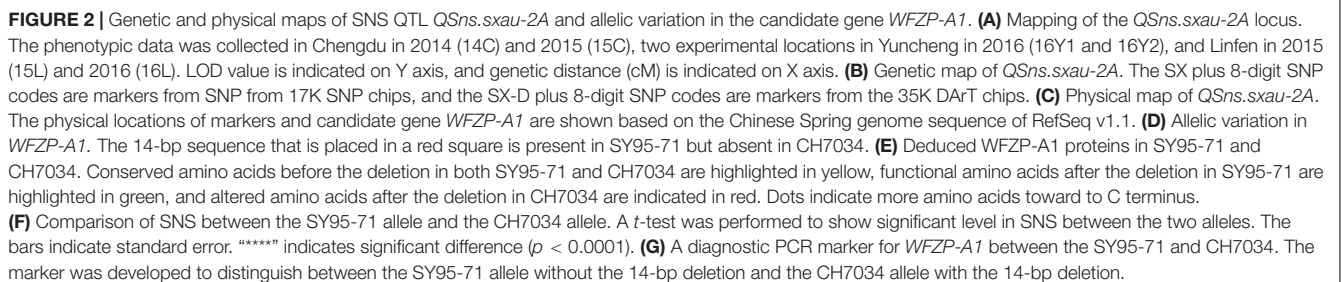 FIGURE 2 | Genetic and physical maps of SNS QTL QSns.sxau-2A and allelic variation in the candidate gene WFZP-A1. (A) Mapping of the QSns.sxau-2A locus.
The phenotypic data was collected in Chengdu in 2014 (14C) and 2015 (15C), two experimental locations in Yuncheng in 2016 (16Y1 and 16Y2), and Linfen in 2015
(15L) and 2016 (16L). LOD value is indicated on Y axis, and genetic distance (cM) is indicated on X axis. (B) Genetic map of QSns.sxau-2A. The SX plus 8-digit SNP
codes are markers from SNP from 17K SNP chips, and the SX-D plus 8-digit SNP codes are markers from the 35K DArT chips. (C) Physical map of QSns.sxau-2A.
The physical locations of markers and candidate gene WFZP-A1 are shown based on the Chinese Spring genome sequence of RefSeq v1.1. (D) Allelic variation in
WFZP-A1. The 14-bp sequence that is placed in a red square is present in SY95-71 but absent in CH7034. (E) Deduced WFZP-A1 proteins in SY95-71 and
CH7034. Conserved amino acids before the deletion in both SY95-71 and CH7034 are highlighted in yellow, functional amino acids after the deletion in SY95-71 are
highlighted in green, and altered amino acids after the deletion in CH7034 are indicated in red. Dots indicate more amino acids toward to C terminus.
(F) Comparison of SNS between the SY95-71 allele and the CH7034 allele. A t-test was performed to show significant level in SNS between the two alleles. The
bars indicate standard error. "****" indicates significant difference (p < 0.0001). (G) A diagnostic PCR marker for WFZP-A1 between the SY95-71 and CH7034. The
marker was developed to distinguish between the SY95-71 allele without the 14-bp deletion and the CH7034 allele with the 14-bp deletion.